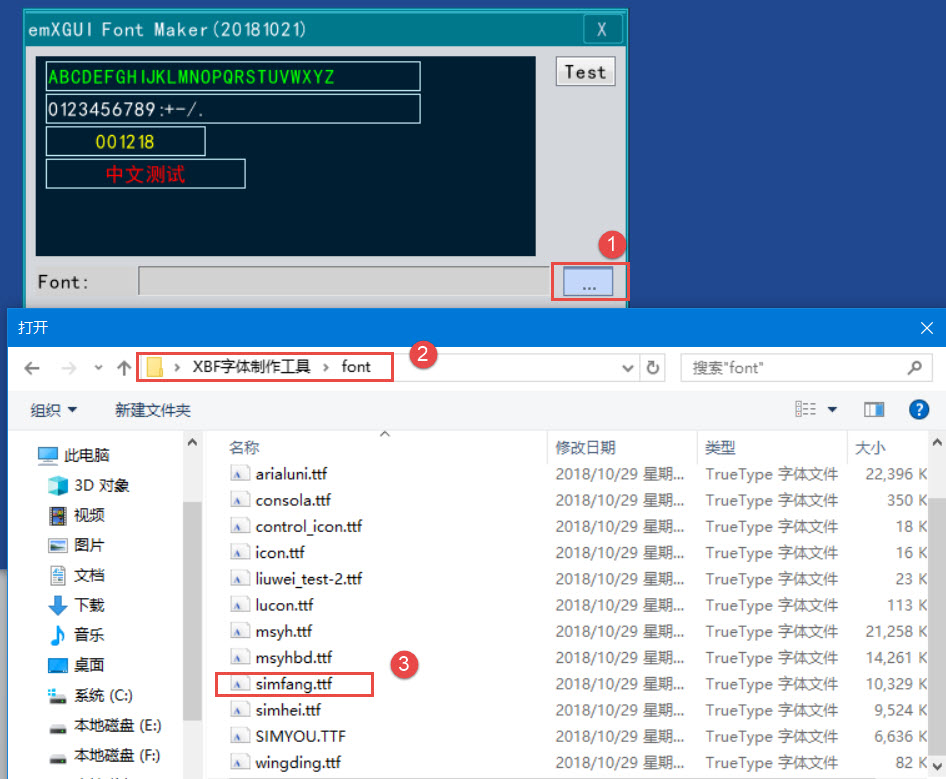 emXGUI Font Maker(20181021) X
ABCDEFGHIJKLMNOPQRSTUVWXYZ
Test
0123456789:+-/.
001218
中文测试
1
Font: ...
打开
2
XBF字体制作工具 > font
搜索"font"
组织 新建文件夹
?
名称 修改日期 类型 大小
此电脑
3D 对象
视频
图片
文档
下载
音乐
桌面
系统 (C:)
本地磁盘 (E:)
本地磁盘 (F:)
arialuni.ttf 2018/10/29 星期... TrueType 字体文件 22,396 K
consola.ttf 2018/10/29 星期... TrueType 字体文件 350 K
control_icon.ttf 2018/10/29 星期... TrueType 字体文件 18 K
icon.ttf 2018/10/29 星期... TrueType 字体文件 16 K
liuwei_test-2.ttf 2018/10/29 星期... TrueType 字体文件 23 K
lucon.ttf 2018/10/29 星期... TrueType 字体文件 113 K
msyh.ttf 2018/10/29 星期... TrueType 字体文件 21,258 K
msyhbd.ttf 2018/10/29 星期... TrueType 字体文件 14,261 K
3
simfang.ttf 2018/10/29 星期... TrueType 字体文件 10,329 K
simhei.ttf 2018/10/29 星期... TrueType 字体文件 9,524 K
SIMYOU.TTF 2018/10/29 星期... TrueType 字体文件 6,636 K
wingding.ttf 2018/10/29 星期... TrueType 字体文件 82 K